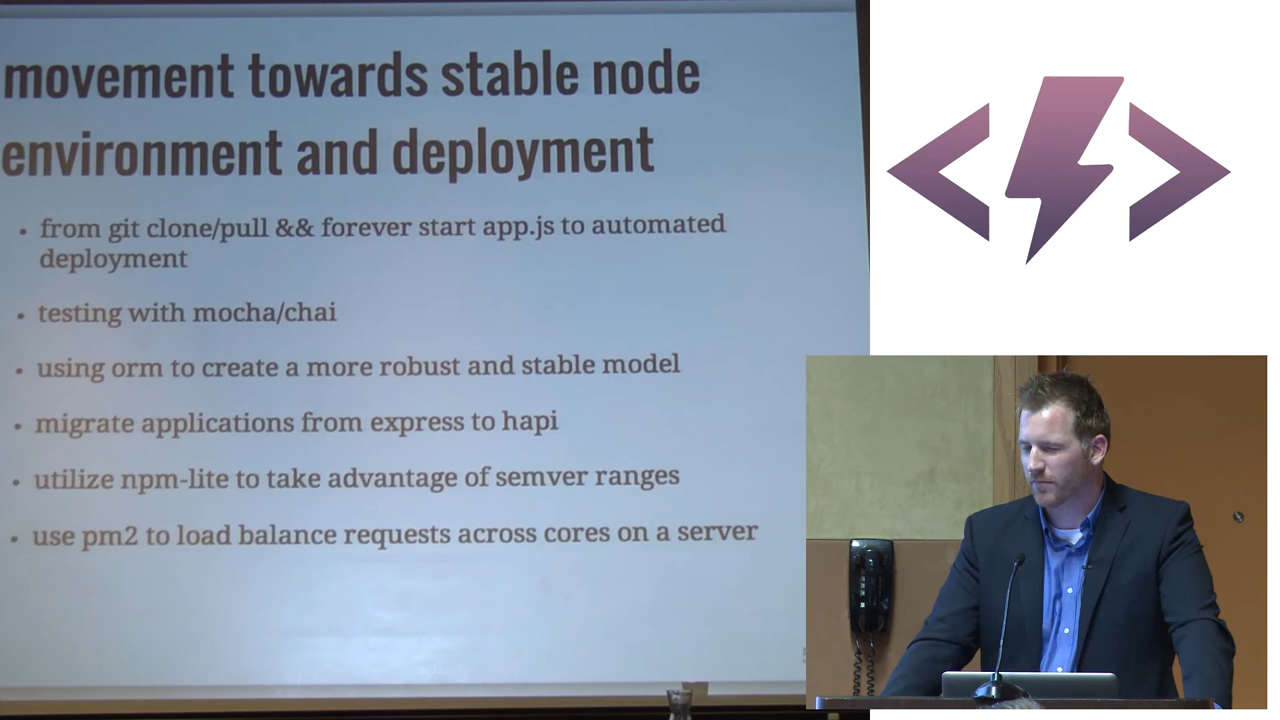 movement towards stable node
environment and deployment
• from git clone/pull && forever start app.js to automated
deployment
• testing with mocha/chai
• using orm to create a more robust and stable model
• migrate applications from express to hapi
• utilize npm-lite to take advantage of semver ranges
• use pm2 to load balance requests across cores on a server